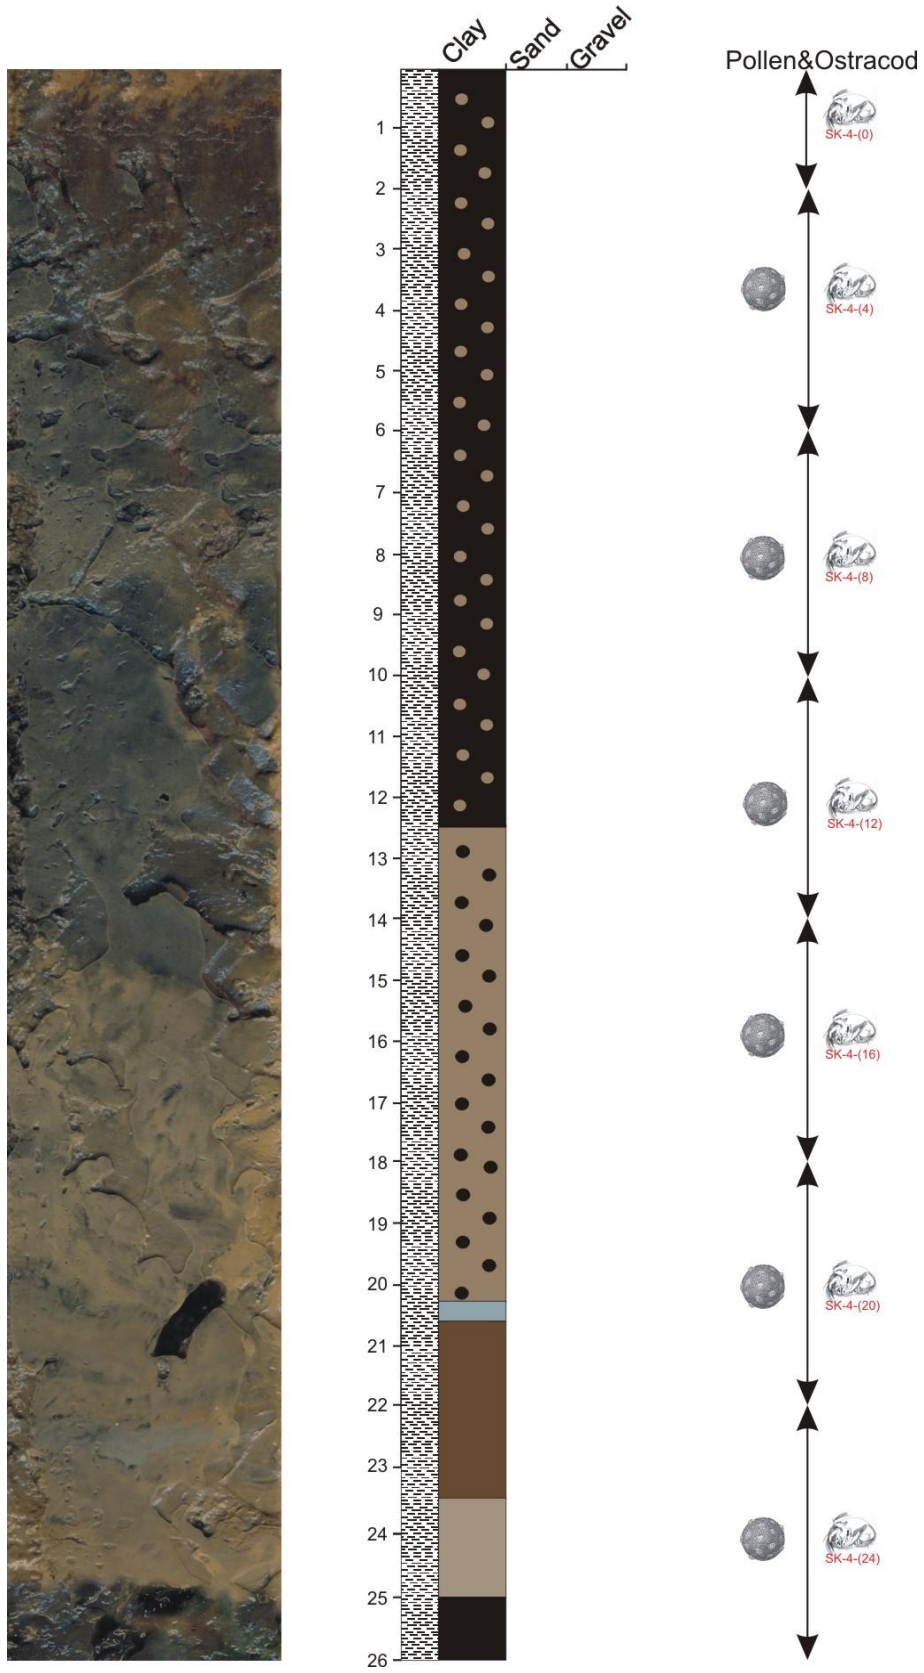 Clay Sand Gravel
Pollen&Ostracod
SK-4-(0)
1
2
3
SK-4-(4)
4
5
6
7
8
SK-4-(8)
9
10
11
12
SK-4-(12)
13
14
15
16
SK-4-(16)
17
18
19
20
SK-4-(20)
21
22
23
24
SK-4-(24)
25
26